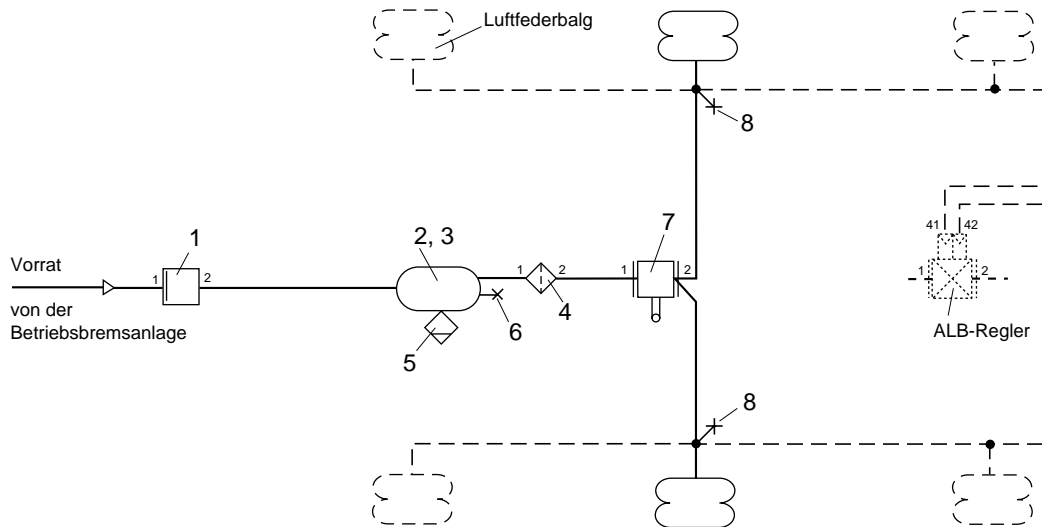 Luftfederbalg
8
41 42
1 2
ALB-Regler
Vorrat
von der
Betriebsbremsanlage
1
1 2
2, 3
5
6
1 2
4
7
1 2
8